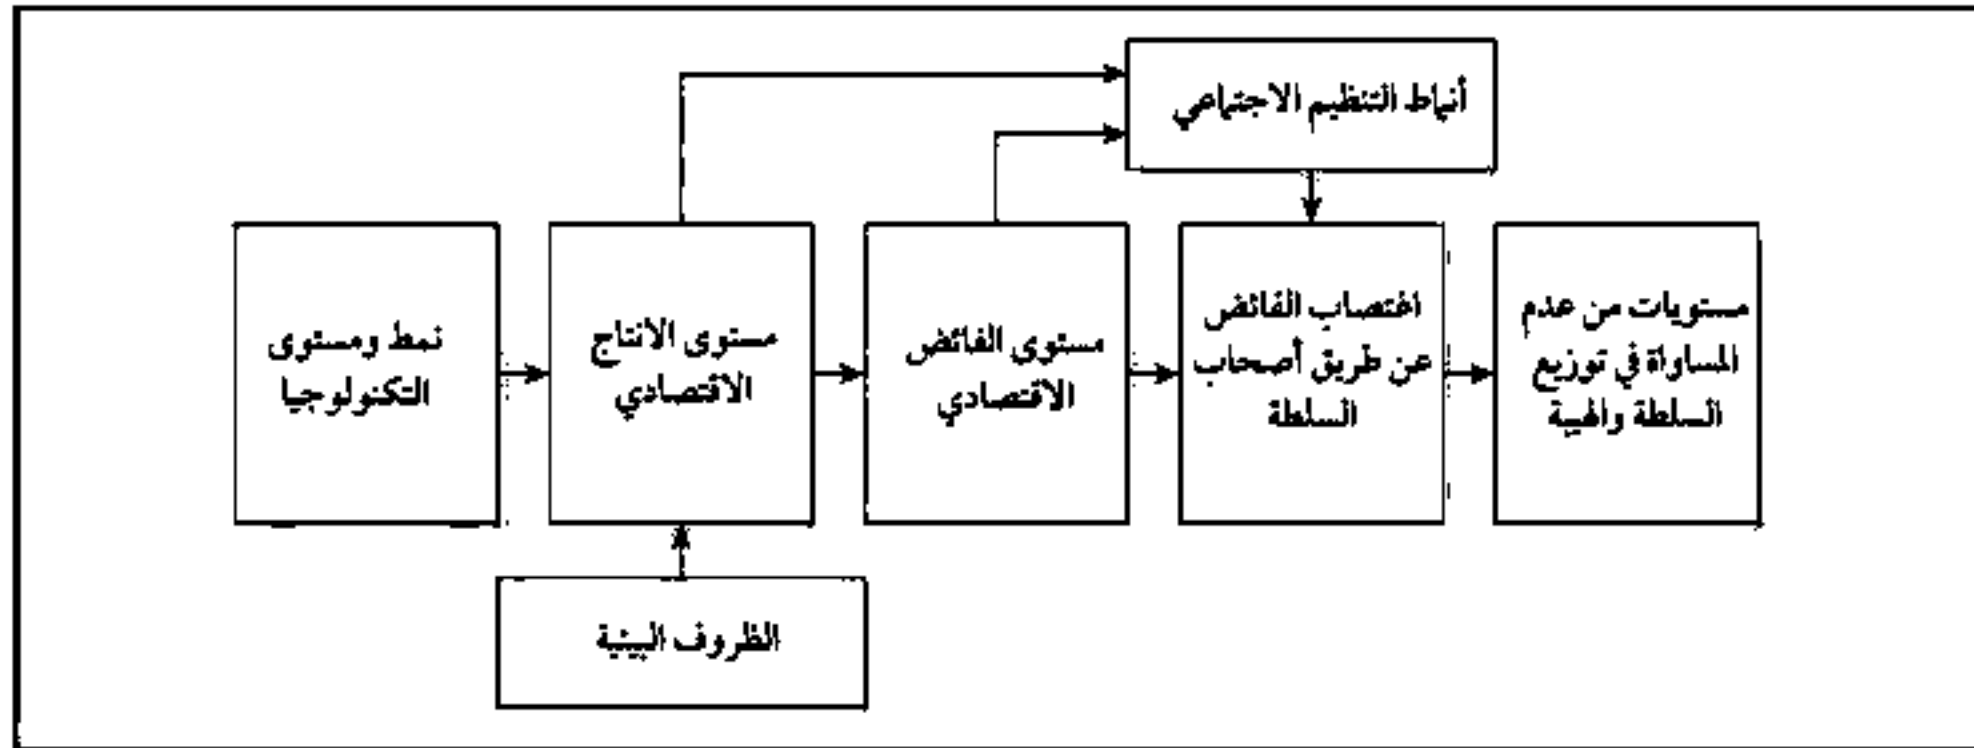 أنماط التنظيم الاجتماعي
نمط ومستوى
التكنولوجيا
مستوى الانتاج
الاقتصادي
مستوى الفائض
الاقتصادي
اغتصاب الفائض
عن طريق أصحاب
السلطة
مستويات من عدم
المساواة في توزيع
السلطة والهيبة
الظروف البيئية